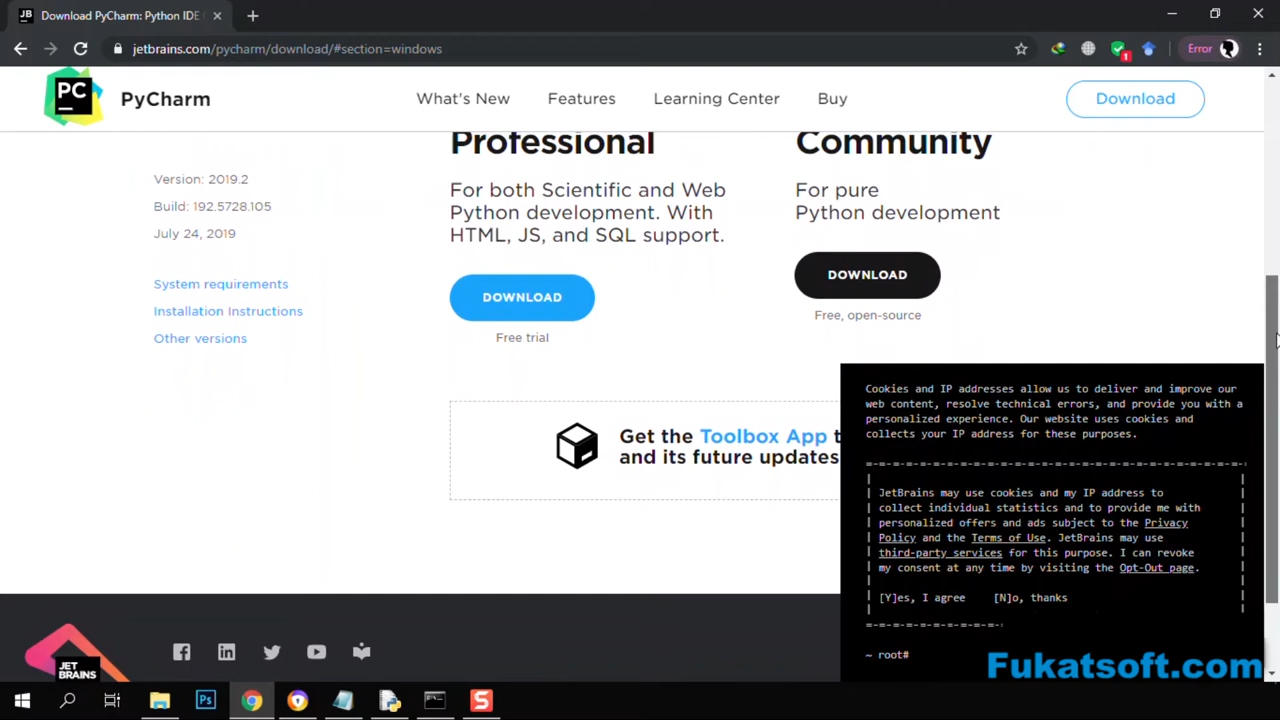 JB
Download PyCharm: Python IDE
jetbrains.com/pycharm/download/#section=windows
1
Error
PC
PyCharm
What's New
Features
Learning Center
Buy
Download
Professional
Community
Version: 2019.2
Build: 192.5728.105
July 24, 2019
System requirements
Installation Instructions
Other versions
For both Scientific and Web
Python development. With
HTML, JS, and SQL support.
DOWNLOAD
Free trial
For pure
Python development
DOWNLOAD
Free, open-source
Get the Toolbox App
and its future updates
Cookies and IP addresses allow us to deliver and improve our
web content, resolve technical errors, and provide you with a
personalized experience. Our website uses cookies and
collects your IP address for these purposes.
JetBrains may use cookies and my IP address to
collect individual statistics and to provide me with
personalized offers and ads subject to the Privacy
Policy and the Terms of Use. JetBrains may use
third-party services for this purpose. I can revoke
my consent at any time by visiting the Opt-Out page.
[Y]es, I agree [N]o, thanks
~ root#
JET
BRAINS
Fukatsoft.com
Ps
S